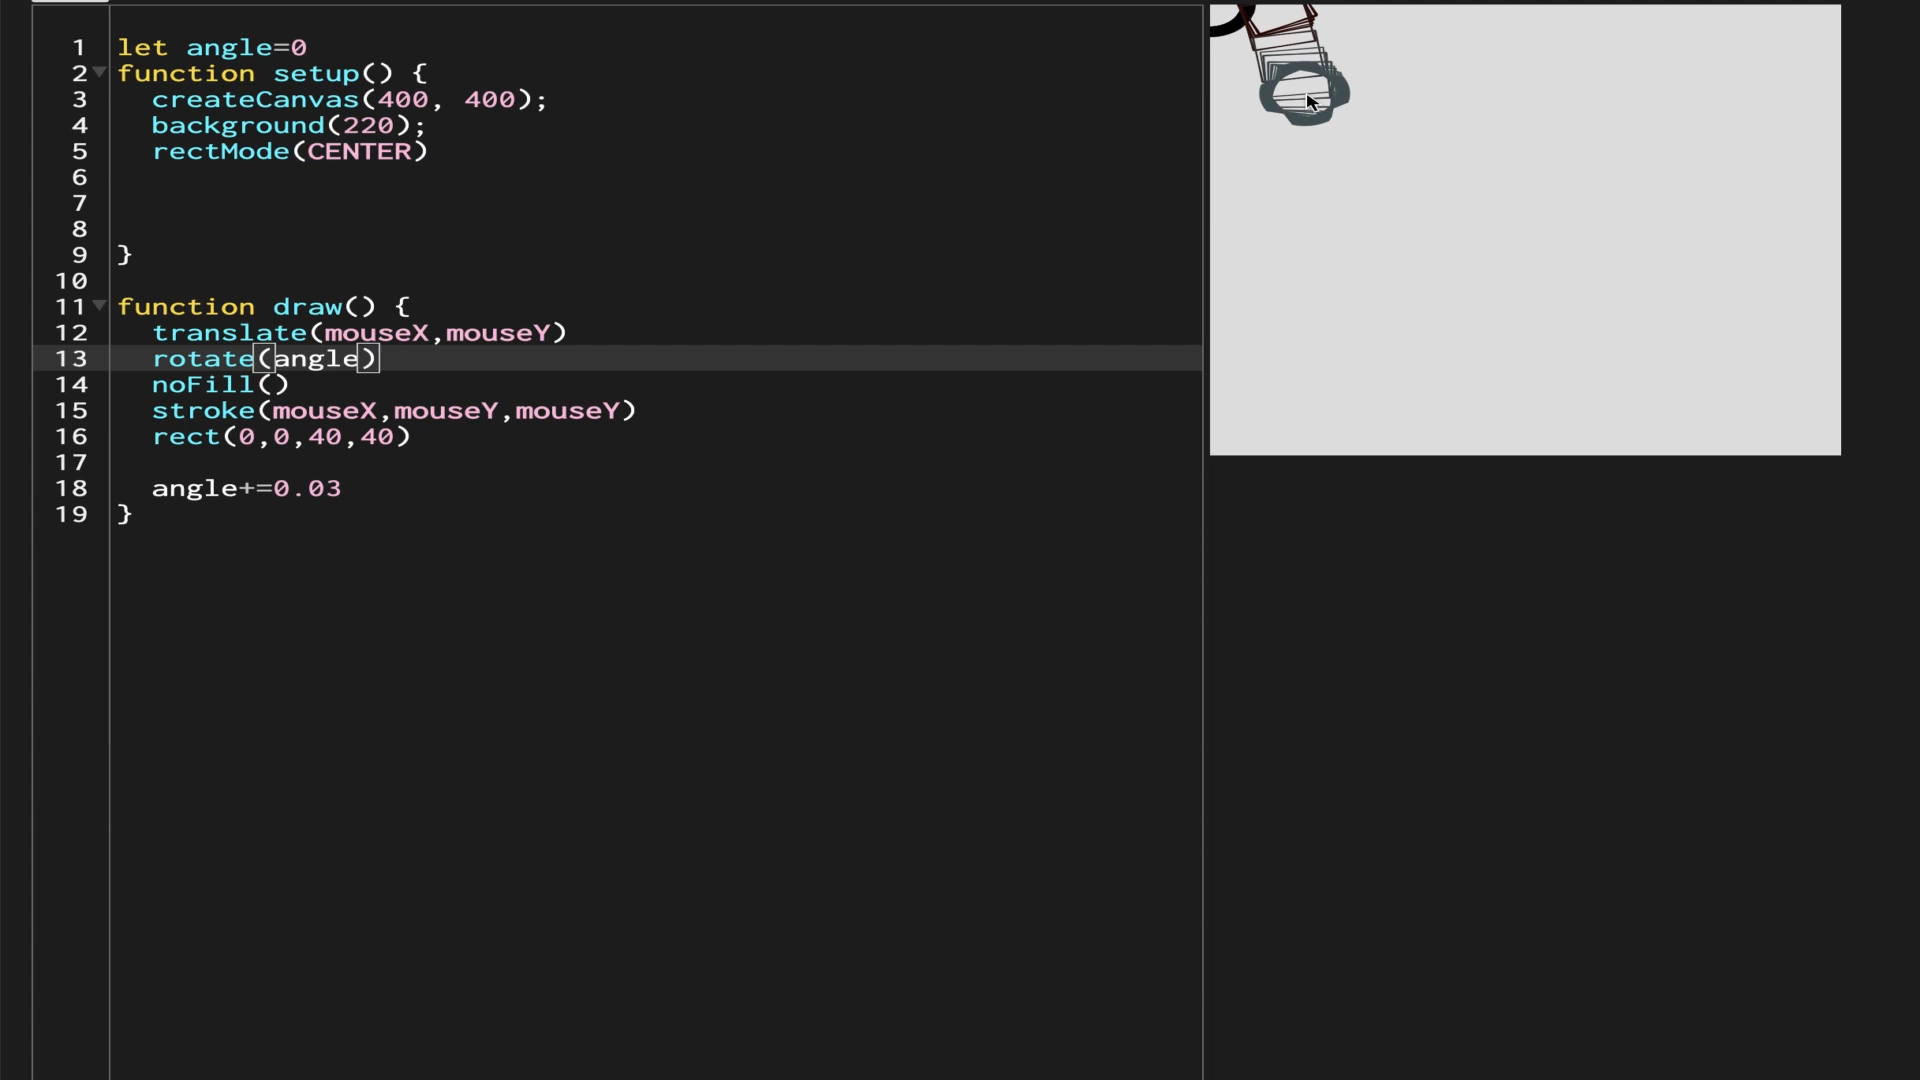 1 let angle=0
2 function setup() {
3 createCanvas(400, 400);
4 background(220);
5 rectMode(CENTER)
6
7
8
9 }
10
11 function draw() {
12 translate(mouseX,mouseY)
13 rotate(angle)
14 noFill()
15 stroke(mouseX,mouseY,mouseY)
16 rect(0,0,40,40)
17
18 angle+=0.03
19 }